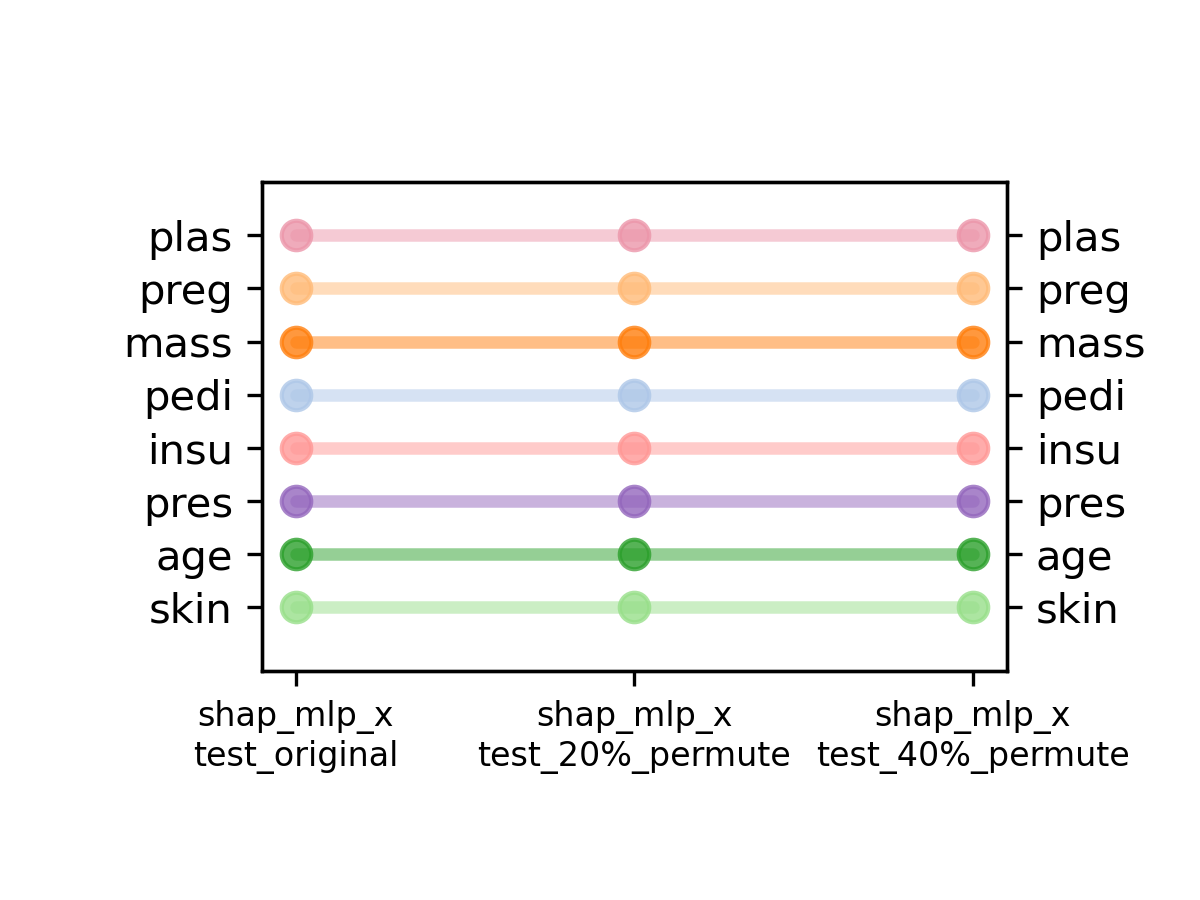 plas plas
preg preg
mass mass
pedi pedi
insu insu
pres pres
age age
skin skin
shap_mlp_x shap_mlp_x shap_mlp_x
test_original test_20%_permute test_40%_permute